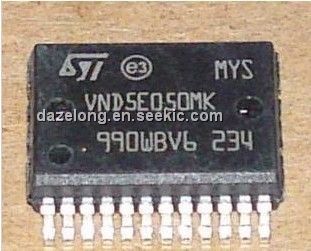 ST e3 MYS
VND5E050MK
dazelong.en.seekic.com
990WBV6 234